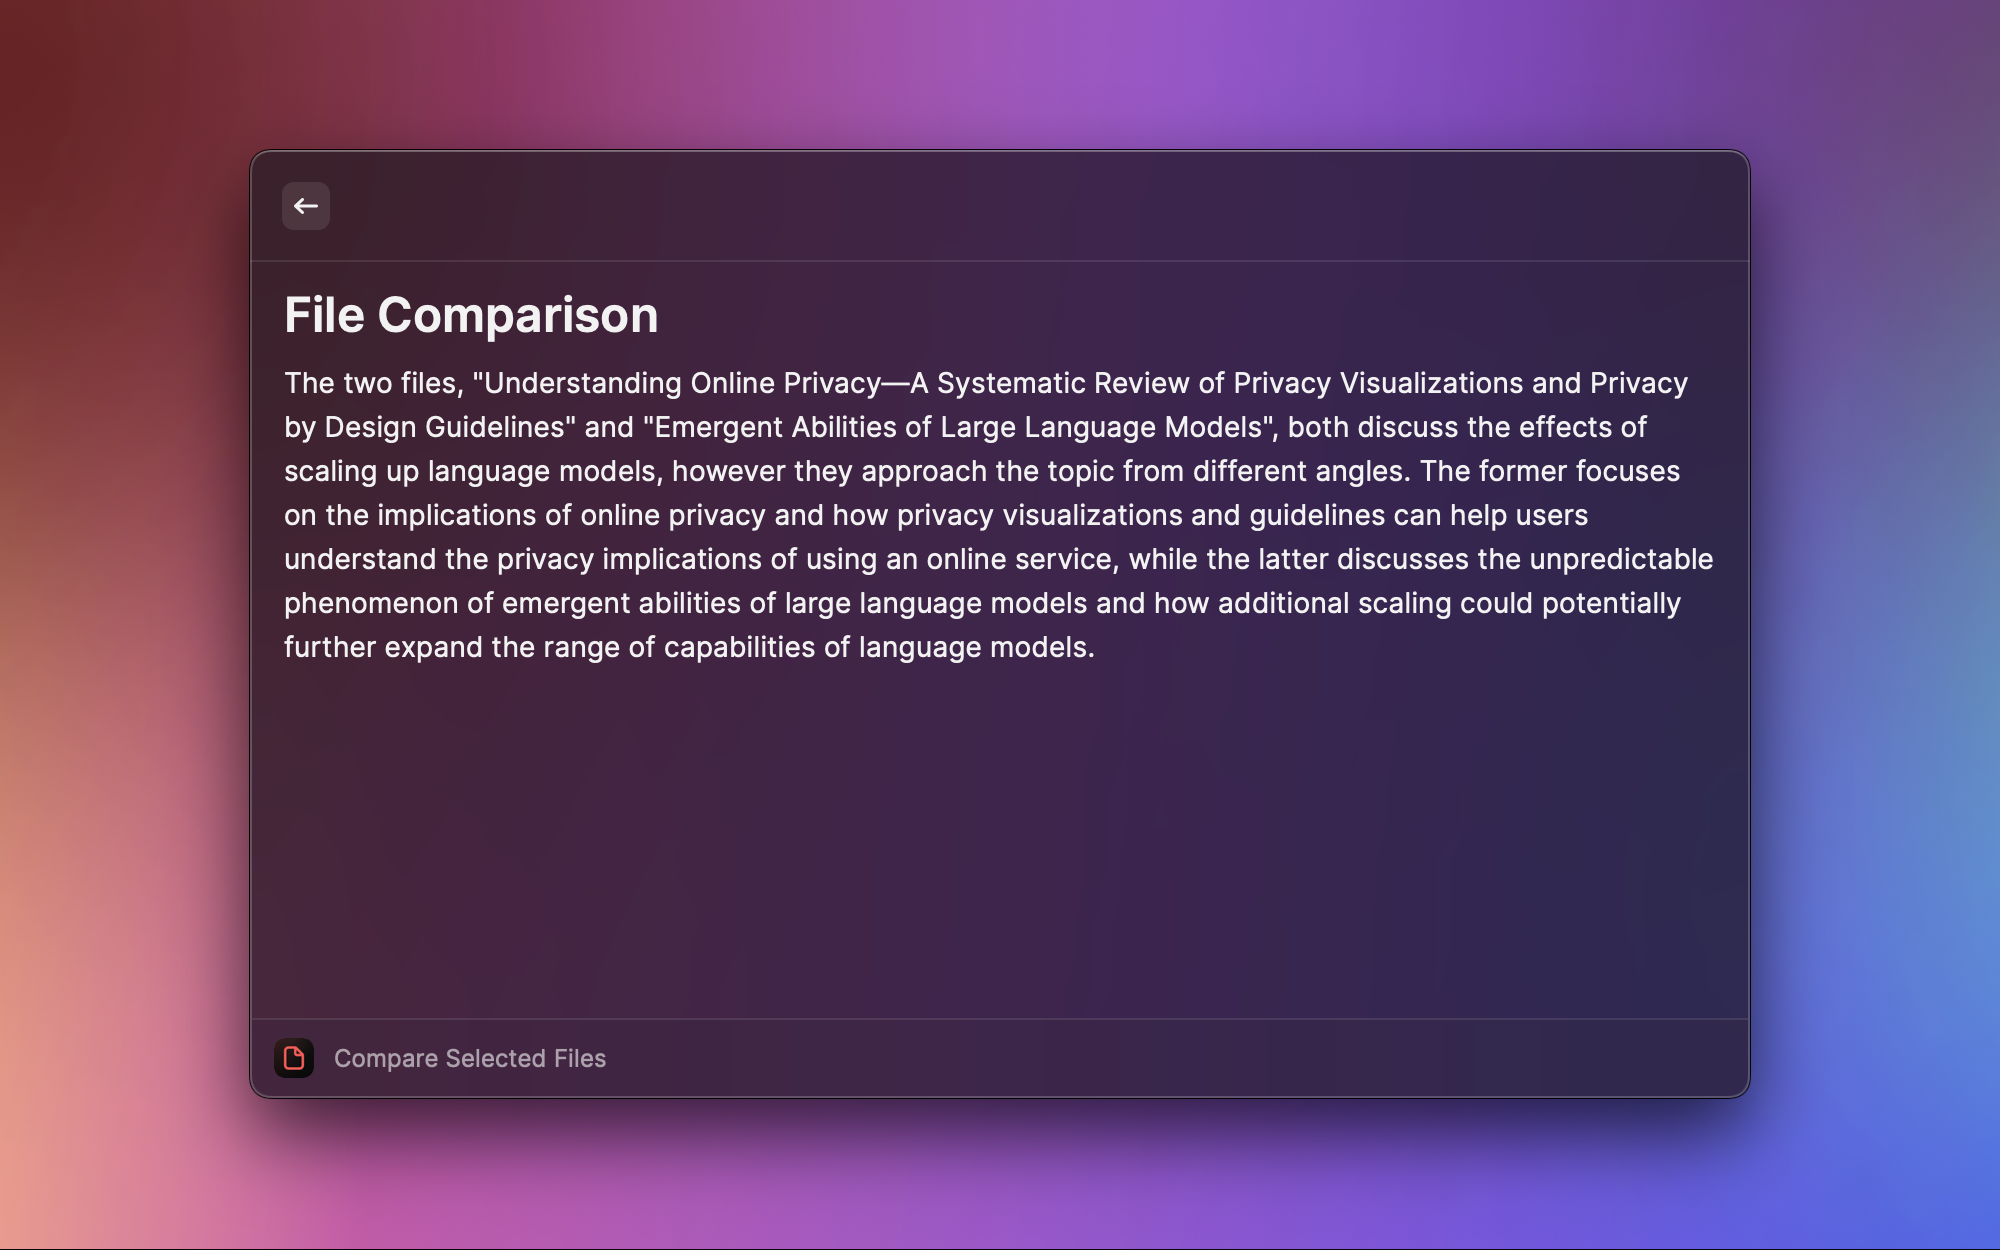 File Comparison
The two files, "Understanding Online Privacy—A Systematic Review of Privacy Visualizations and Privacy
by Design Guidelines" and "Emergent Abilities of Large Language Models", both discuss the effects of
scaling up language models, however they approach the topic from different angles. The former focuses
on the implications of online privacy and how privacy visualizations and guidelines can help users
understand the privacy implications of using an online service, while the latter discusses the unpredictable
phenomenon of emergent abilities of large language models and how additional scaling could potentially
further expand the range of capabilities of language models.
Compare Selected Files